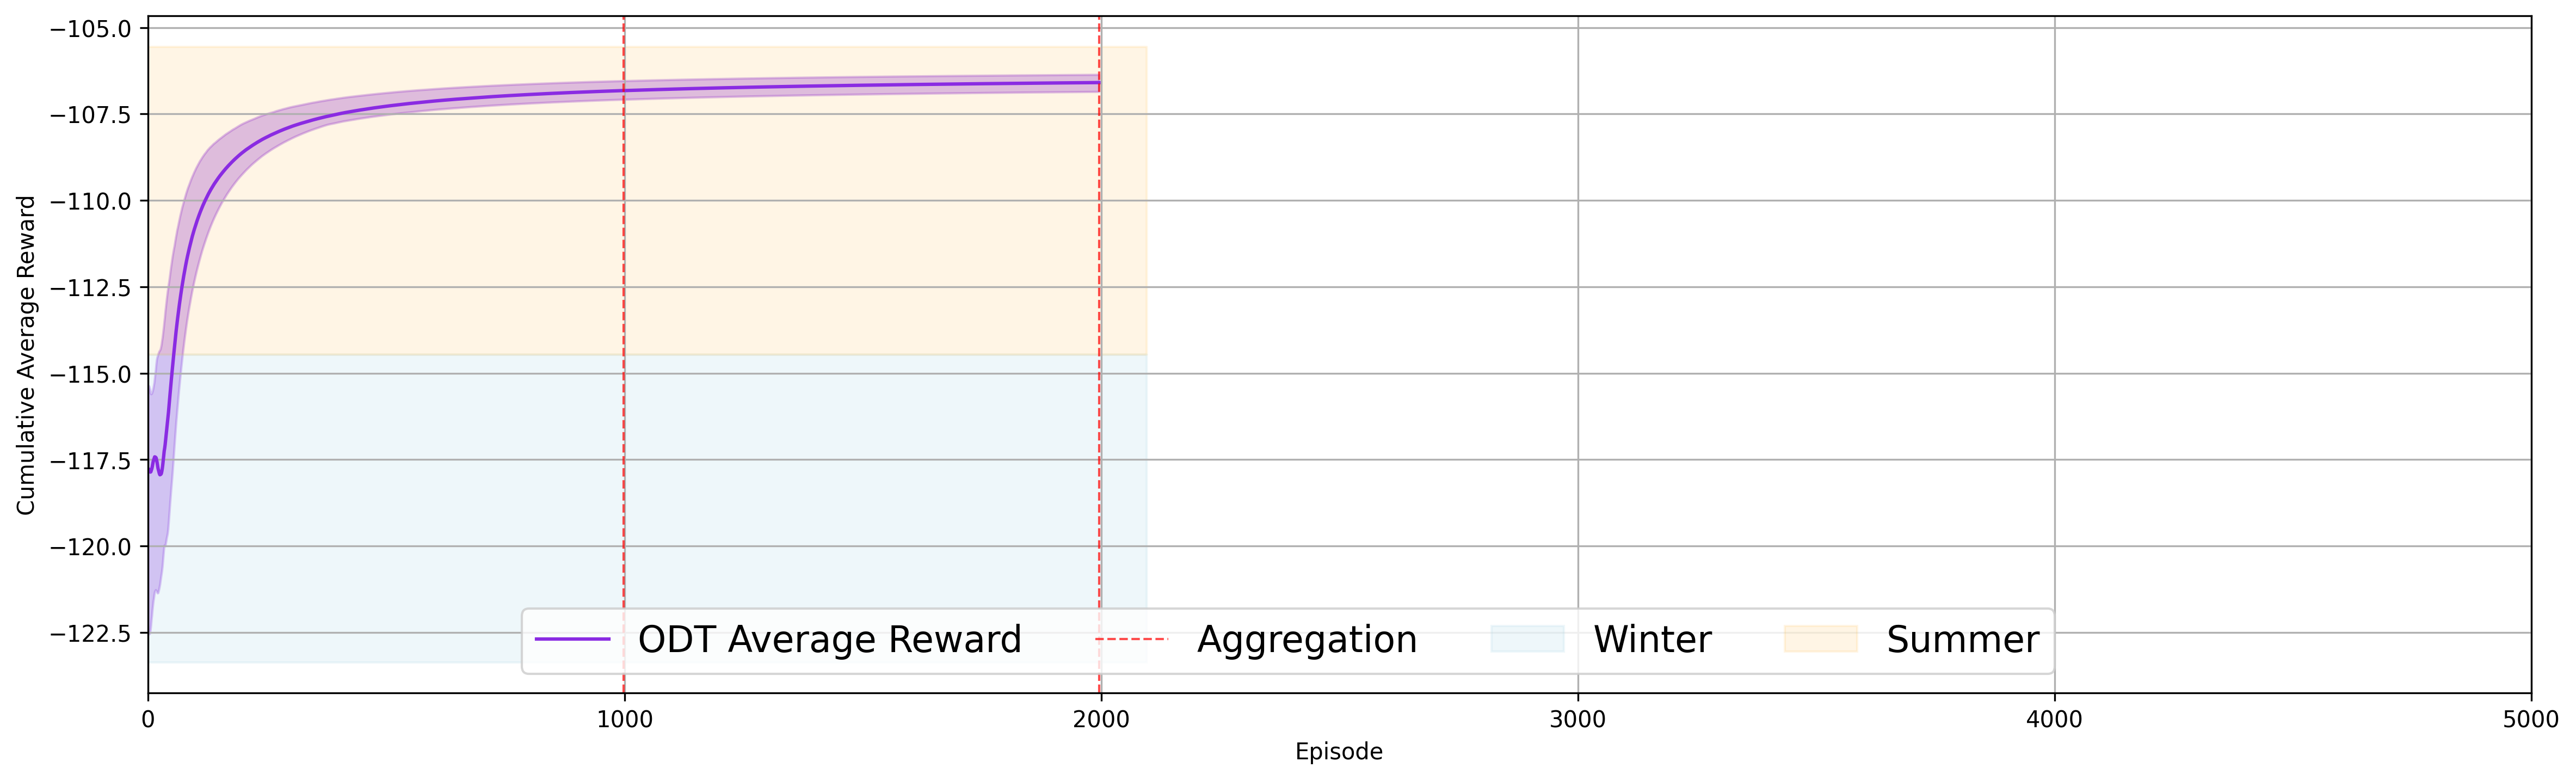 Cumulative Average Reward
−105.0
−107.5
−110.0
−112.5
−115.0
−117.5
−120.0
−122.5
ODT Average Reward
Aggregation
Winter
Summer
0
1000
2000
3000
4000
5000
Episode